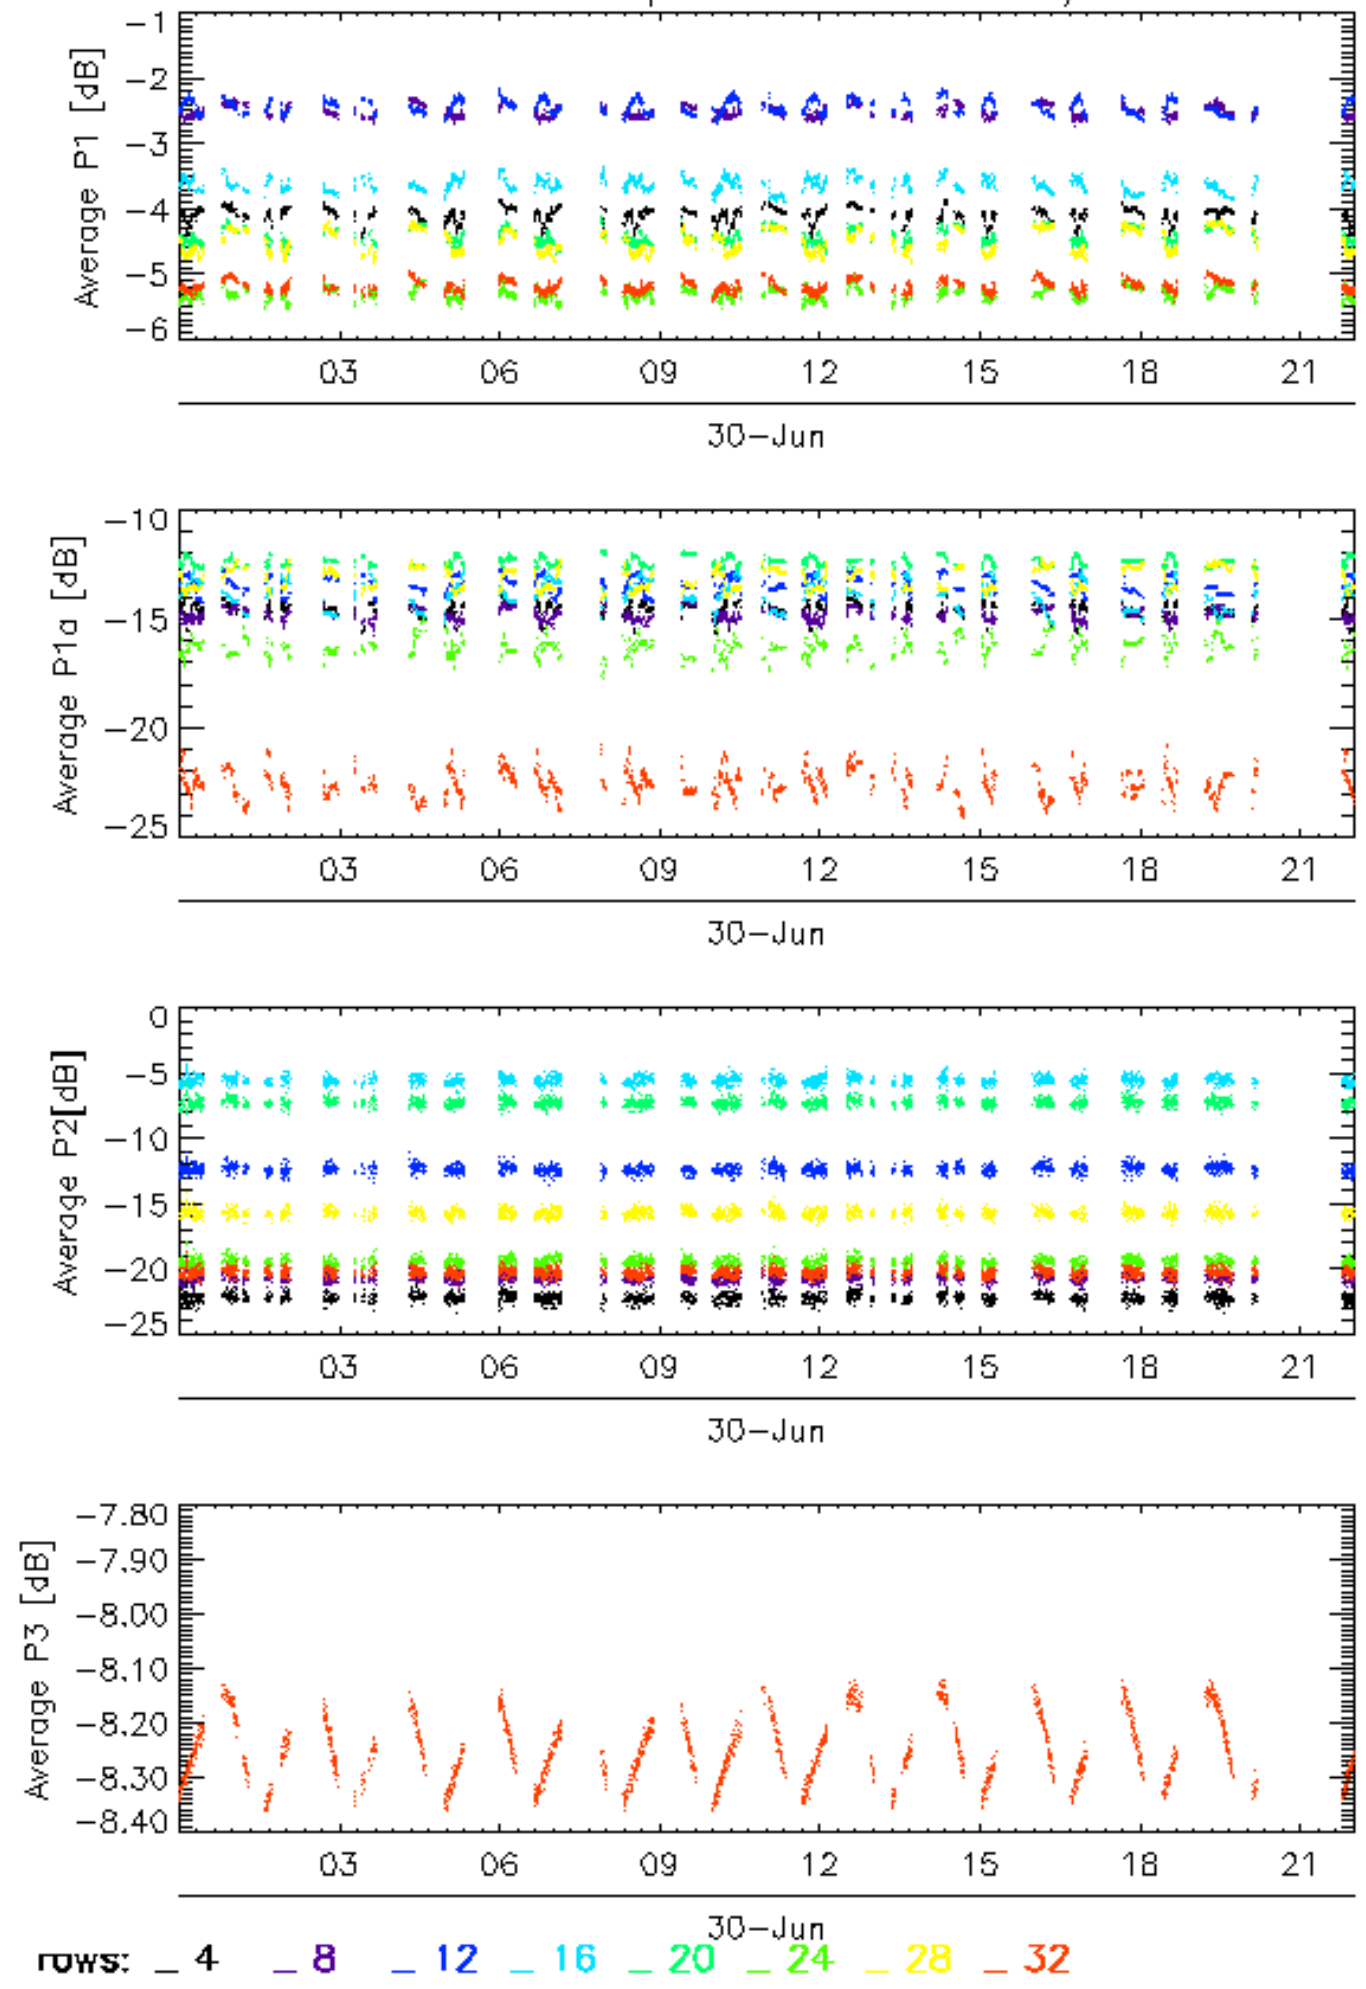 -1
-2
-3
-4
-5
-6
Average P1 [dB]
03 06 09 12 15 18 21
30-Jun
-10
-15
-20
-25
Average P1a [dB]
03 06 09 12 15 18 21
30-Jun
0
-5
-10
-15
-20
-25
Average P2[dB]
03 06 09 12 15 18 21
30-Jun
-7.80
-7.90
-8.00
-8.10
-8.20
-8.30
-8.40
Average P3 [dB]
03 06 09 12 15 18 21
30-Jun
rows: _ 4 _ 8 _ 12 _ 16 _ 20 _ 24 _ 28 _ 32